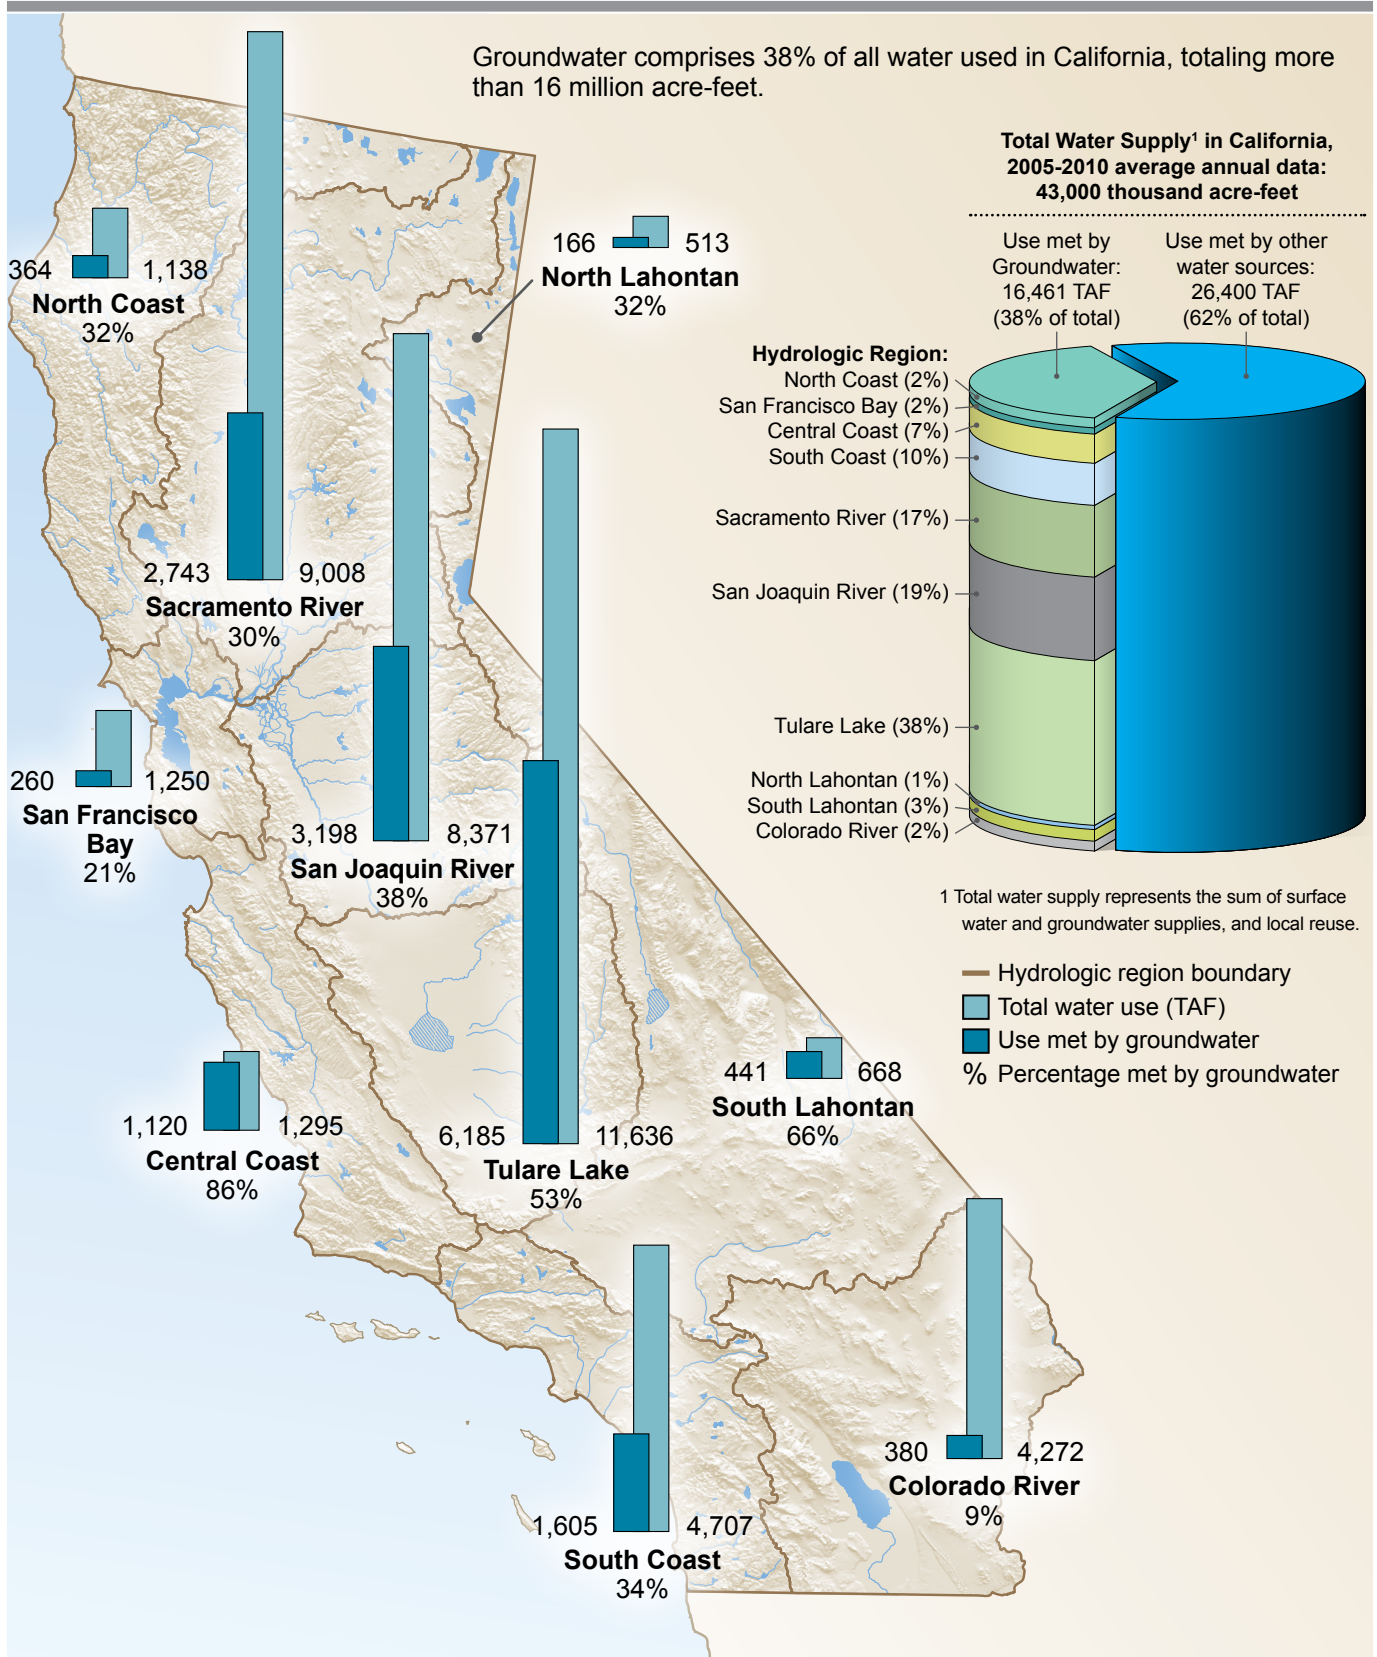 Groundwater comprises 38% of all water used in California, totaling more
than 16 million acre-feet.
Total Water Supply¹ in California,
2005-2010 average annual data:
43,000 thousand acre-feet
Use met by
Groundwater:
16,461 TAF
(38% of total)
Use met by other
water sources:
26,400 TAF
(62% of total)
Hydrologic Region:
North Coast (2%)
San Francisco Bay (2%)
Central Coast (7%)
South Coast (10%)
Sacramento River (17%)
San Joaquin River (19%)
Tulare Lake (38%)
North Lahontan (1%)
South Lahontan (3%)
Colorado River (2%)
1 Total water supply represents the sum of surface
water and groundwater supplies, and local reuse.
Hydrologic region boundary
Total water use (TAF)
Use met by groundwater
% Percentage met by groundwater
364 1,138
North Coast
32%
166 513
North Lahontan
32%
2,743 9,008
Sacramento River
30%
260 1,250
San Francisco
Bay
21%
3,198 8,371
San Joaquin River
38%
1,120 1,295
Central Coast
86%
6,185 11,636
Tulare Lake
53%
441 668
South Lahontan
66%
1,605 4,707
South Coast
34%
380 4,272
Colorado River
9%